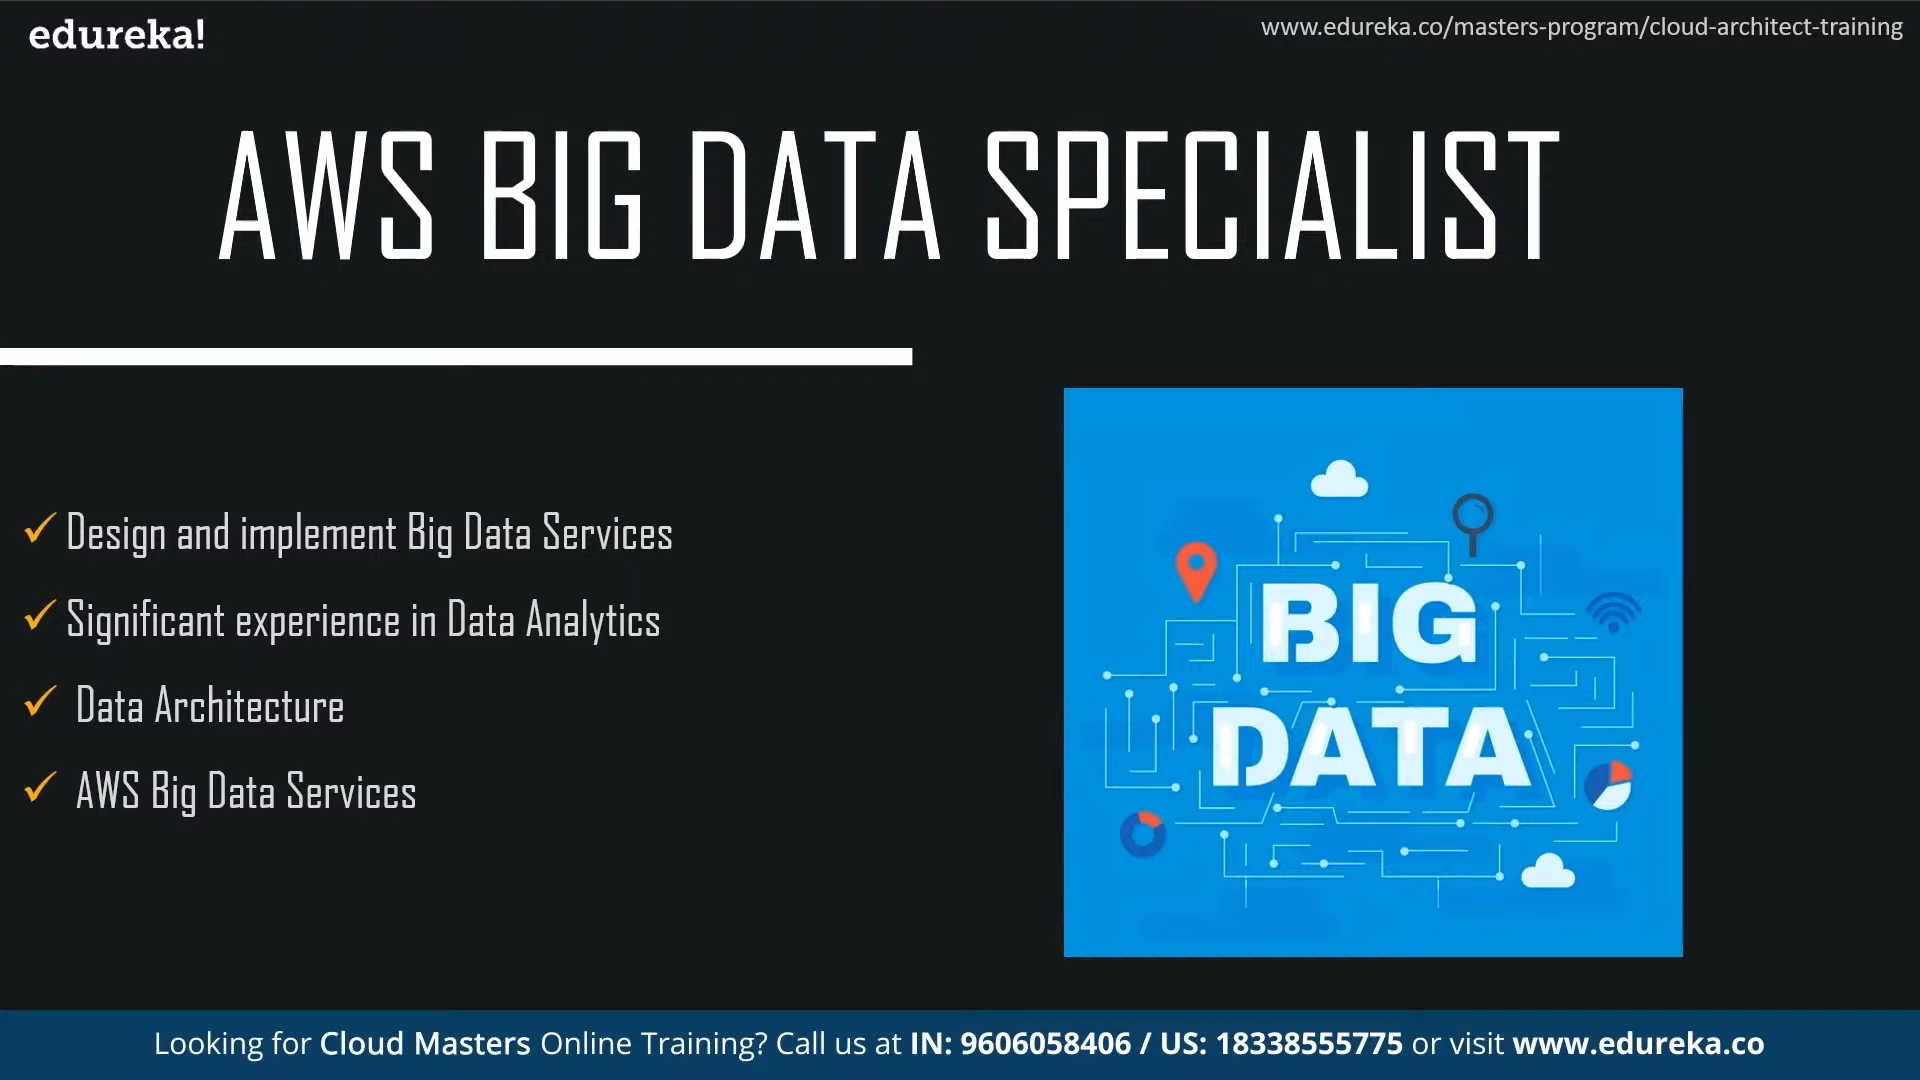 edureka!
www.edureka.co/masters-program/cloud-architect-training
AWS BIG DATA SPECIALIST
Design and implement Big Data Services
Significant experience in Data Analytics
Data Architecture
AWS Big Data Services
BIG
DATA
Looking for Cloud Masters Online Training? Call us at IN: 9606058406 / US: 18338555775 or visit www.edureka.co